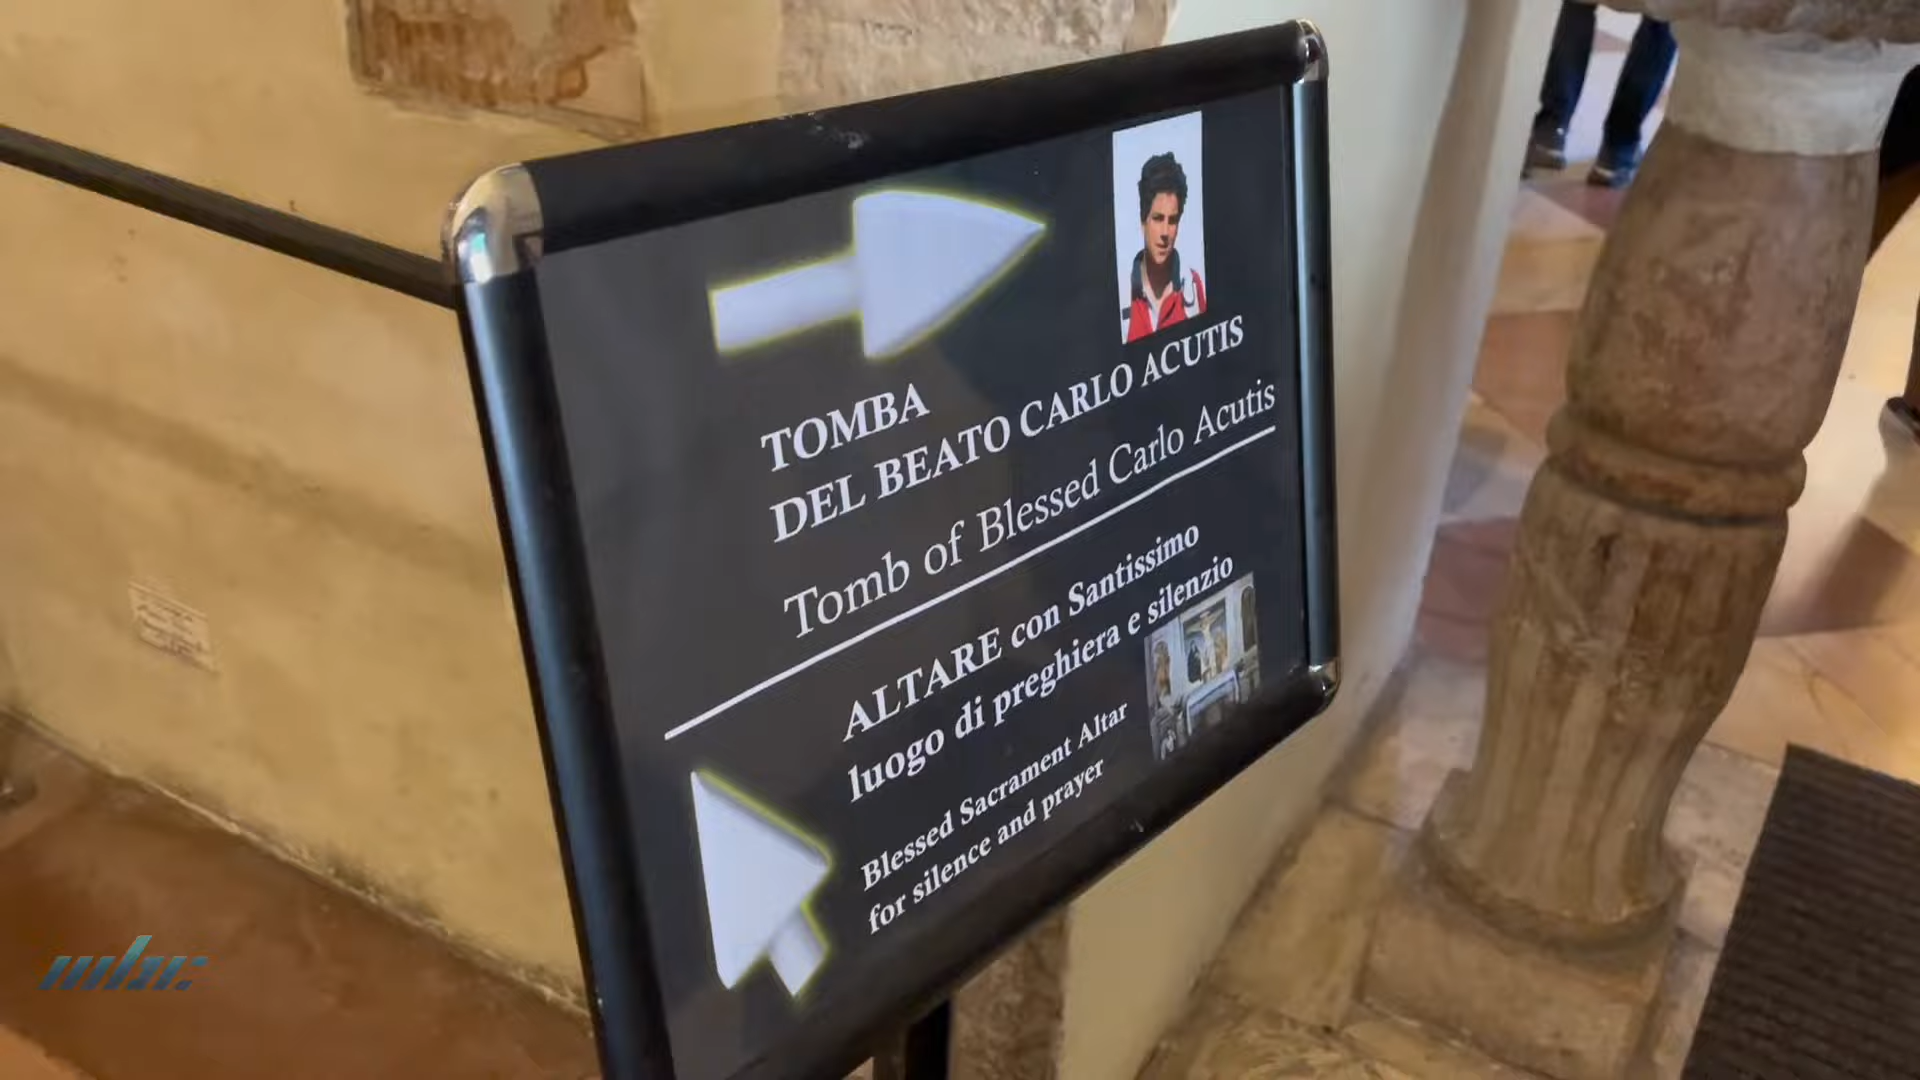 TOMBA
DEL BEATO CARLO ACUTIS
Tomb of Blessed Carlo Acutis
ALTARE con Santissimo
luogo di preghiera e silenzio
Blessed Sacrament Altar
for silence and prayer